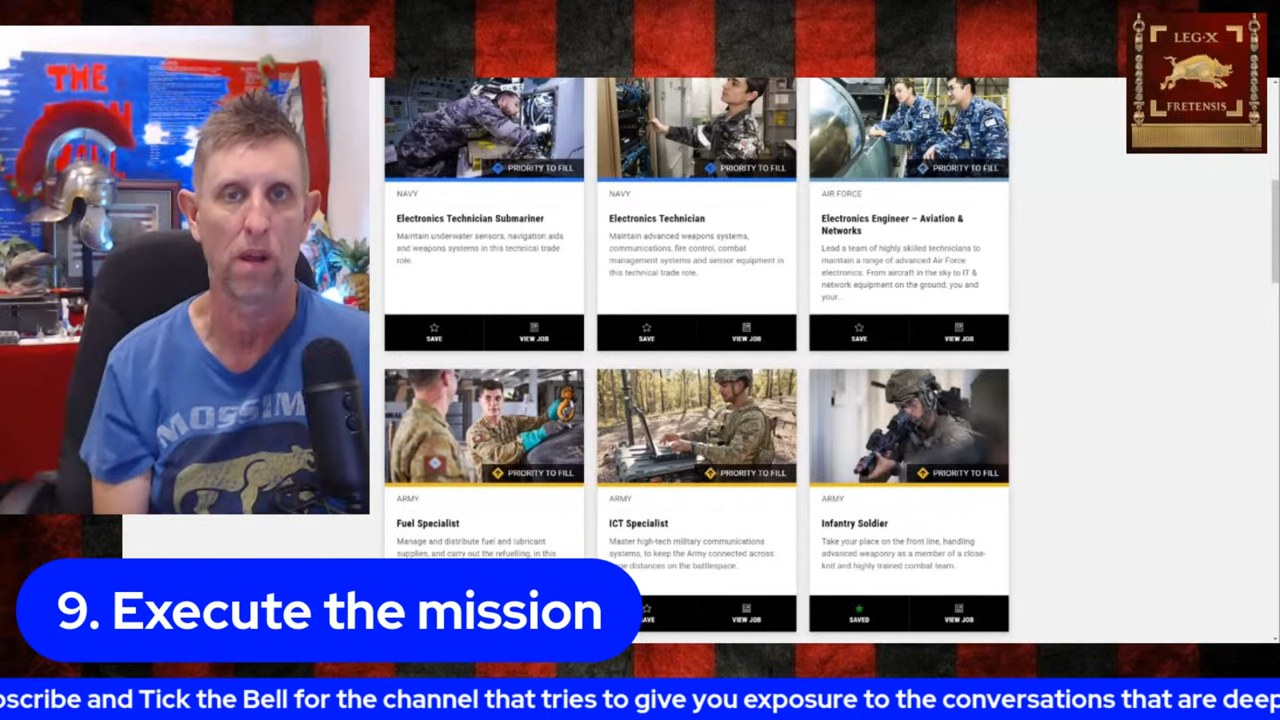 THE
LEG·X
FRETENSIS
MOSSIM
PRIORITY TO FILL
NAVY
Electronics Technician Submariner
Maintain underwater sensors, navigation aids
and weapons systems in this technical trade
role.
SAVE
VIEW JOB
PRIORITY TO FILL
NAVY
Electronics Technician
Maintain advanced weapons systems,
communications, fire control, combat
management systems and sensor equipment in
this technical trade role.
SAVE
VIEW JOB
PRIORITY TO FILL
AIR FORCE
Electronics Engineer – Aviation &
Networks
Lead a team of highly skilled technicians to
maintain a range of advanced Air Force
electronics. From aircraft in the sky to IT &
network equipment on the ground, you and
your...
SAVE
VIEW JOB
PRIORITY TO FILL
ARMY
Fuel Specialist
Manage and distribute fuel and lubricant
supplies, and carry out the refuelling, in this
PRIORITY TO FILL
ARMY
ICT Specialist
Master high-tech military communications
systems, to keep the Army connected across
distances on the battlespace.
VIEW JOB
PRIORITY TO FILL
ARMY
Infantry Soldier
Take your place on the front line, handling
advanced weaponry as a member of a close-
knit and highly trained combat team.
SAVED
VIEW JOB
9. Execute the mission
bscribe and Tick the Bell for the channel that tries to give you exposure to the conversations that are deep